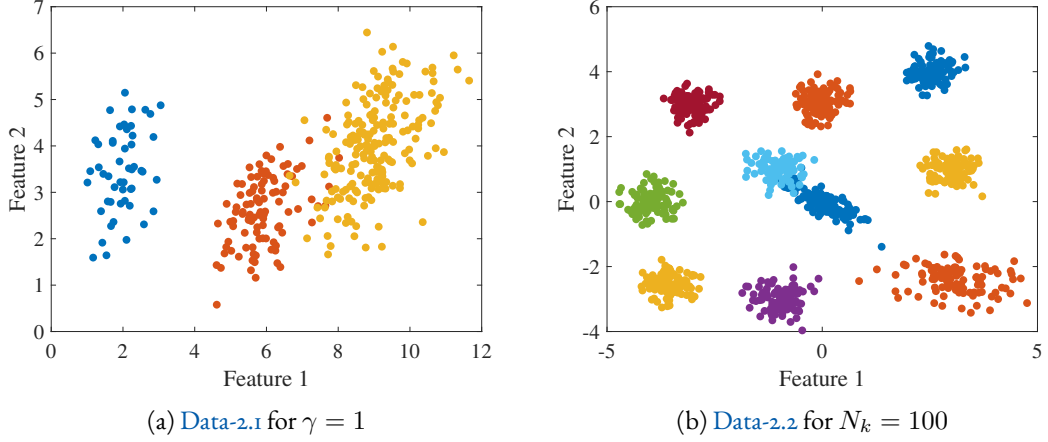 7
6
5
4
3
2
1
0
Feature 2
0 2 4 6 8 10 12
Feature 1
(a) Data-2.1 for γ = 1
6
4
2
0
-2
-4
Feature 2
-5 0 5
Feature 1
(b) Data-2.2 for Nk = 100